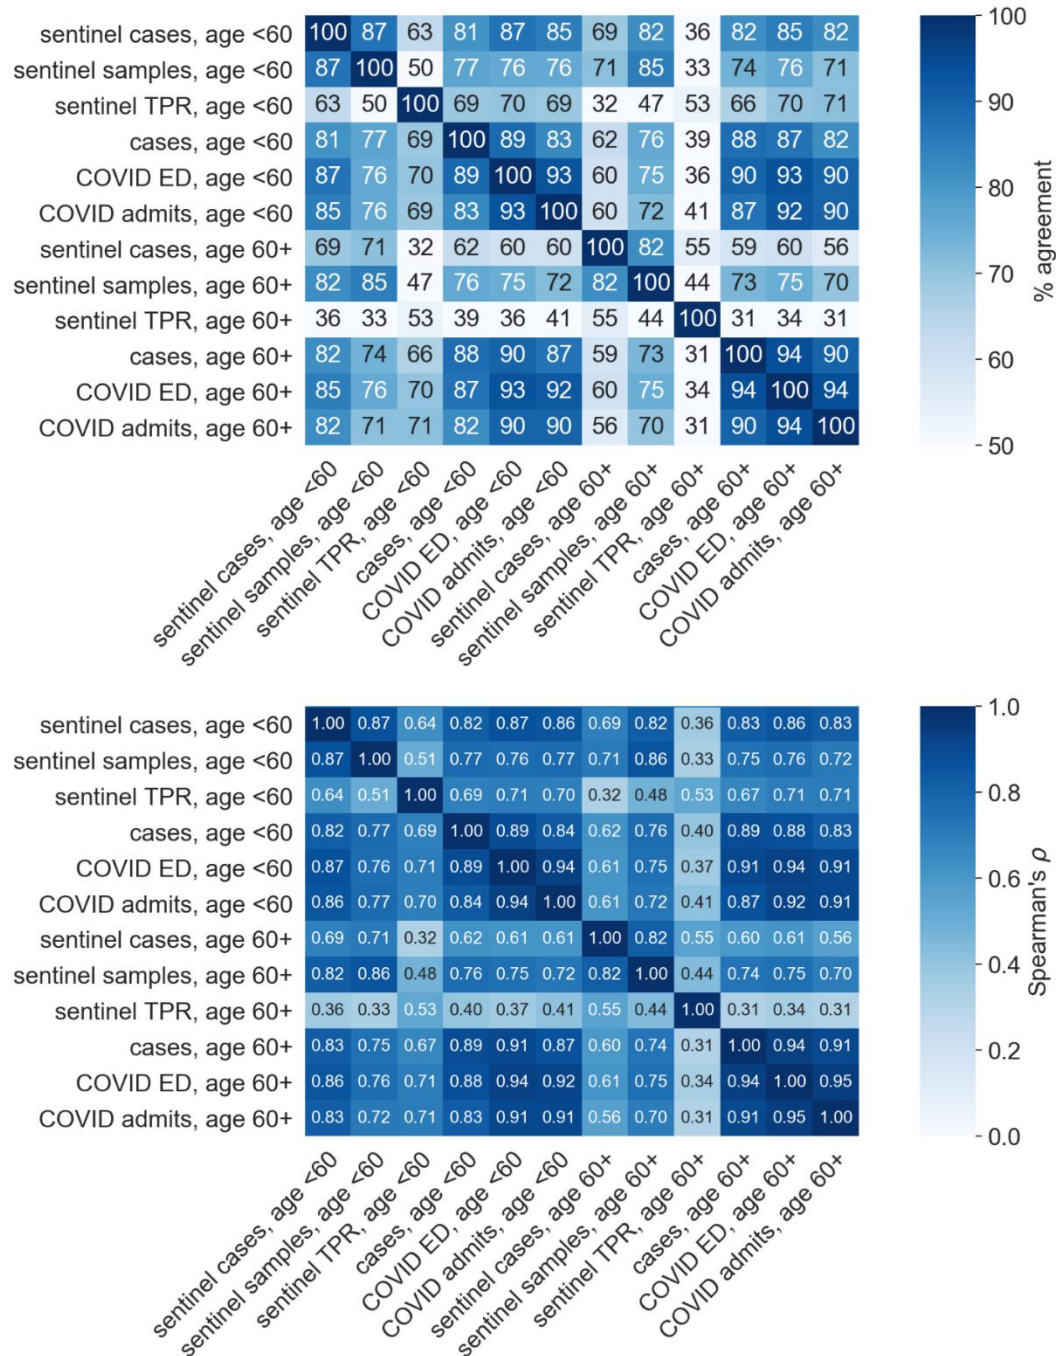 sentinel cases, age <60 100 87 63 81 87 85 69 82 36 82 85 82
sentinel samples, age <60 87 100 50 77 76 76 71 85 33 74 76 71
sentinel TPR, age <60 63 50 100 69 70 69 32 47 53 66 70 71
cases, age <60 81 77 69 100 89 83 62 76 39 88 87 82
COVID ED, age <60 87 76 70 89 100 93 60 75 36 90 93 90
COVID admits, age <60 85 76 69 83 93 100 60 72 41 87 92 90
sentinel cases, age 60+ 69 71 32 62 60 60 100 82 55 59 60 56
sentinel samples, age 60+ 82 85 47 76 75 72 82 100 44 73 75 70
sentinel TPR, age 60+ 36 33 53 39 36 41 55 44 100 31 34 31
cases, age 60+ 82 74 66 88 90 87 59 73 31 100 94 90
COVID ED, age 60+ 85 76 70 87 93 92 60 75 34 94 100 94
COVID admits, age 60+ 82 71 71 82 90 90 56 70 31 90 94 100
sentinel cases, age <60
sentinel samples, age <60
sentinel TPR, age <60
cases, age <60
COVID ED, age <60
COVID admits, age <60
sentinel cases, age 60+
sentinel samples, age 60+
sentinel TPR, age 60+
cases, age 60+
COVID ED, age 60+
COVID admits, age 60+
100
90
80
70
60
50
% agreement
sentinel cases, age <60 1.00 0.87 0.64 0.82 0.87 0.86 0.69 0.82 0.36 0.83 0.86 0.83
sentinel samples, age <60 0.87 1.00 0.51 0.77 0.76 0.77 0.71 0.86 0.33 0.75 0.76 0.72
sentinel TPR, age <60 0.64 0.51 1.00 0.69 0.71 0.70 0.32 0.48 0.53 0.67 0.71 0.71
cases, age <60 0.82 0.77 0.69 1.00 0.89 0.84 0.62 0.76 0.40 0.89 0.88 0.83
COVID ED, age <60 0.87 0.76 0.71 0.89 1.00 0.94 0.61 0.75 0.37 0.91 0.94 0.91
COVID admits, age <60 0.86 0.77 0.70 0.84 0.94 1.00 0.61 0.72 0.41 0.87 0.92 0.91
sentinel cases, age 60+ 0.69 0.71 0.32 0.62 0.61 0.61 1.00 0.82 0.55 0.60 0.61 0.56
sentinel samples, age 60+ 0.82 0.86 0.48 0.76 0.75 0.72 0.82 1.00 0.44 0.74 0.75 0.70
sentinel TPR, age 60+ 0.36 0.33 0.53 0.40 0.37 0.41 0.55 0.44 1.00 0.31 0.34 0.31
cases, age 60+ 0.83 0.75 0.67 0.89 0.91 0.87 0.60 0.74 0.31 1.00 0.94 0.91
COVID ED, age 60+ 0.86 0.76 0.71 0.88 0.94 0.92 0.61 0.75 0.34 0.94 1.00 0.95
COVID admits, age 60+ 0.83 0.72 0.71 0.83 0.91 0.91 0.56 0.70 0.31 0.91 0.95 1.00
sentinel cases, age <60
sentinel samples, age <60
sentinel TPR, age <60
cases, age <60
COVID ED, age <60
COVID admits, age <60
sentinel cases, age 60+
sentinel samples, age 60+
sentinel TPR, age 60+
cases, age 60+
COVID ED, age 60+
COVID admits, age 60+
1.0
0.8
0.6
0.4
0.2
0.0
Spearman's ρ